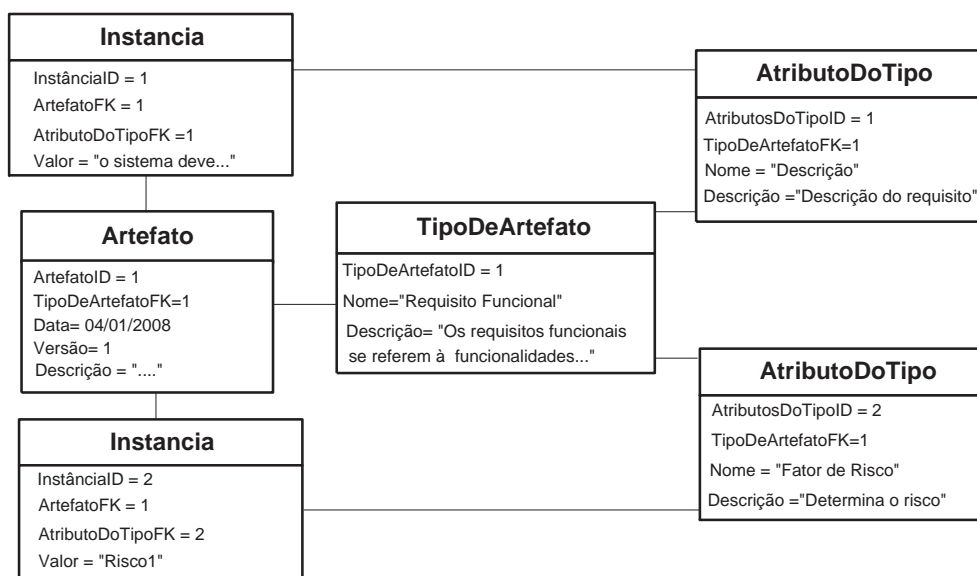 Instancia
InstânciaID = 1
ArtefatoFK = 1
AtributoDoTipoFK =1
Valor = "o sistema deve..."
AtributoDoTipo
AtributosDoTipoID = 1
TipoDeArtefatoFK=1
Nome = "Descrição"
Descrição ="Descrição do requisito"
Artefato
ArtefatoID = 1
TipoDeArtefatoFK=1
Data= 04/01/2008
Versão= 1
Descrição = "...."
TipoDeArtefato
TipoDeArtefatoID = 1
Nome="Requisito Funcional"
Descrição= "Os requisitos funcionais
se referem à funcionalidades..."
AtributoDoTipo
AtributosDoTipoID = 2
TipoDeArtefatoFK=1
Nome = "Fator de Risco"
Descrição ="Determina o risco"
Instancia
InstânciaID = 2
ArtefatoFK = 1
AtributoDoTipoFK = 2
Valor = "Risco1"